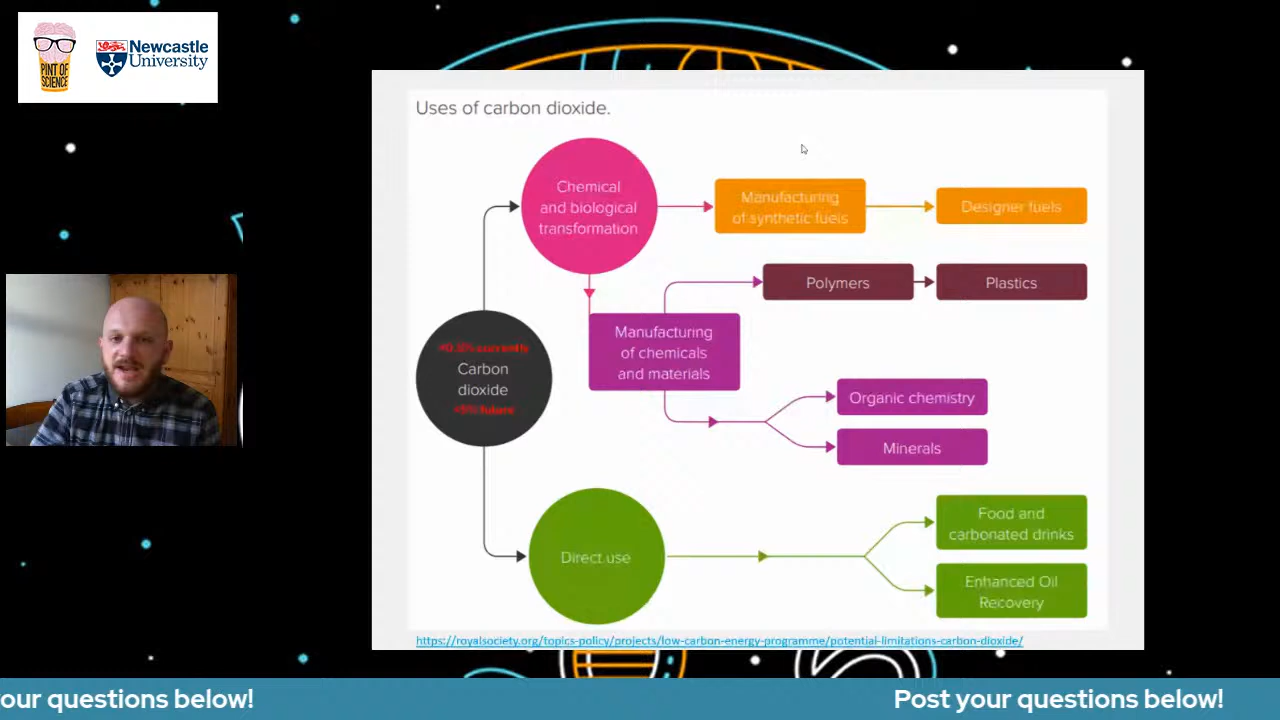 PINT OF
SCIENCE
Newcastle
University
Uses of carbon dioxide.
Chemical
and biological
transformation
Manufacturing
of synthetic fuels
Designer fuels
Polymers
Plastics
Manufacturing
of chemicals
and materials
currently
Carbon
dioxide
future
Organic chemistry
Minerals
Direct use
Food and
carbonated drinks
Enhanced Oil
Recovery
https://royalsociety.org/topics-policy/projects/low-carbon-energy-programme/potential-limitations-carbon-dioxide/
our questions below!
Post your questions below!